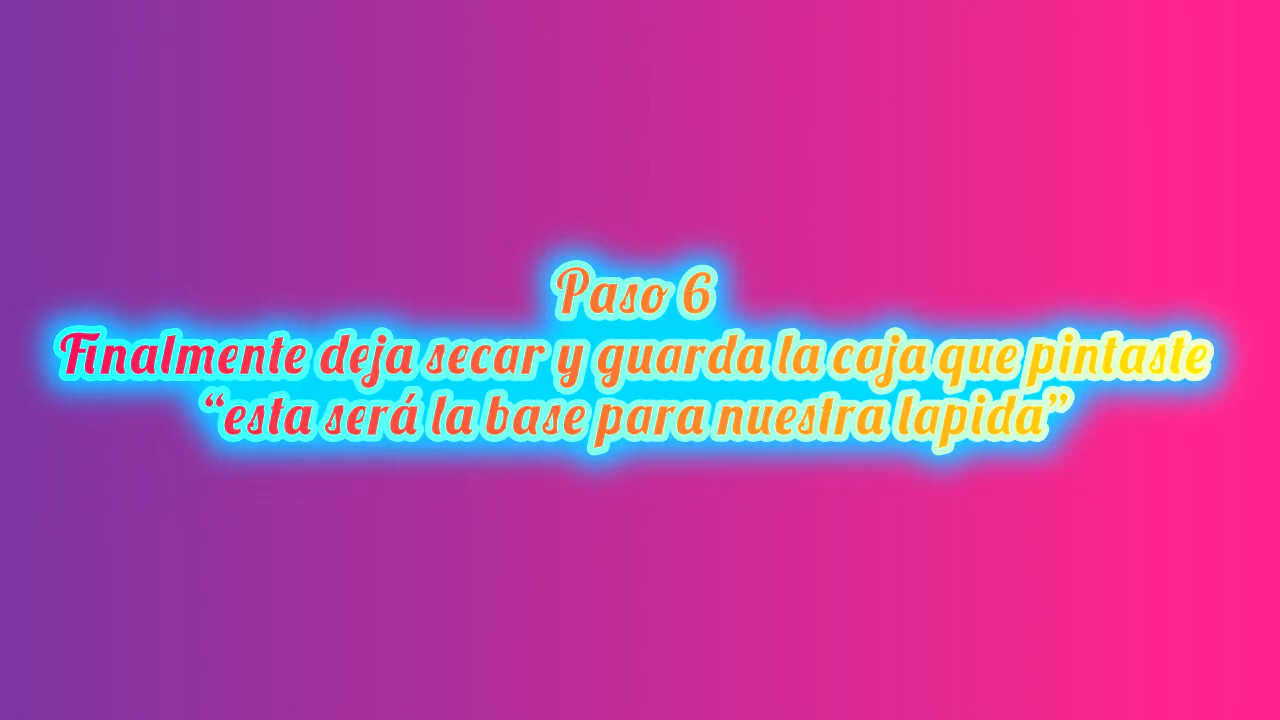 Paso 6
Finalmente deja secar y guarda la caja que pintaste
“esta será la base para nuestra lapida”